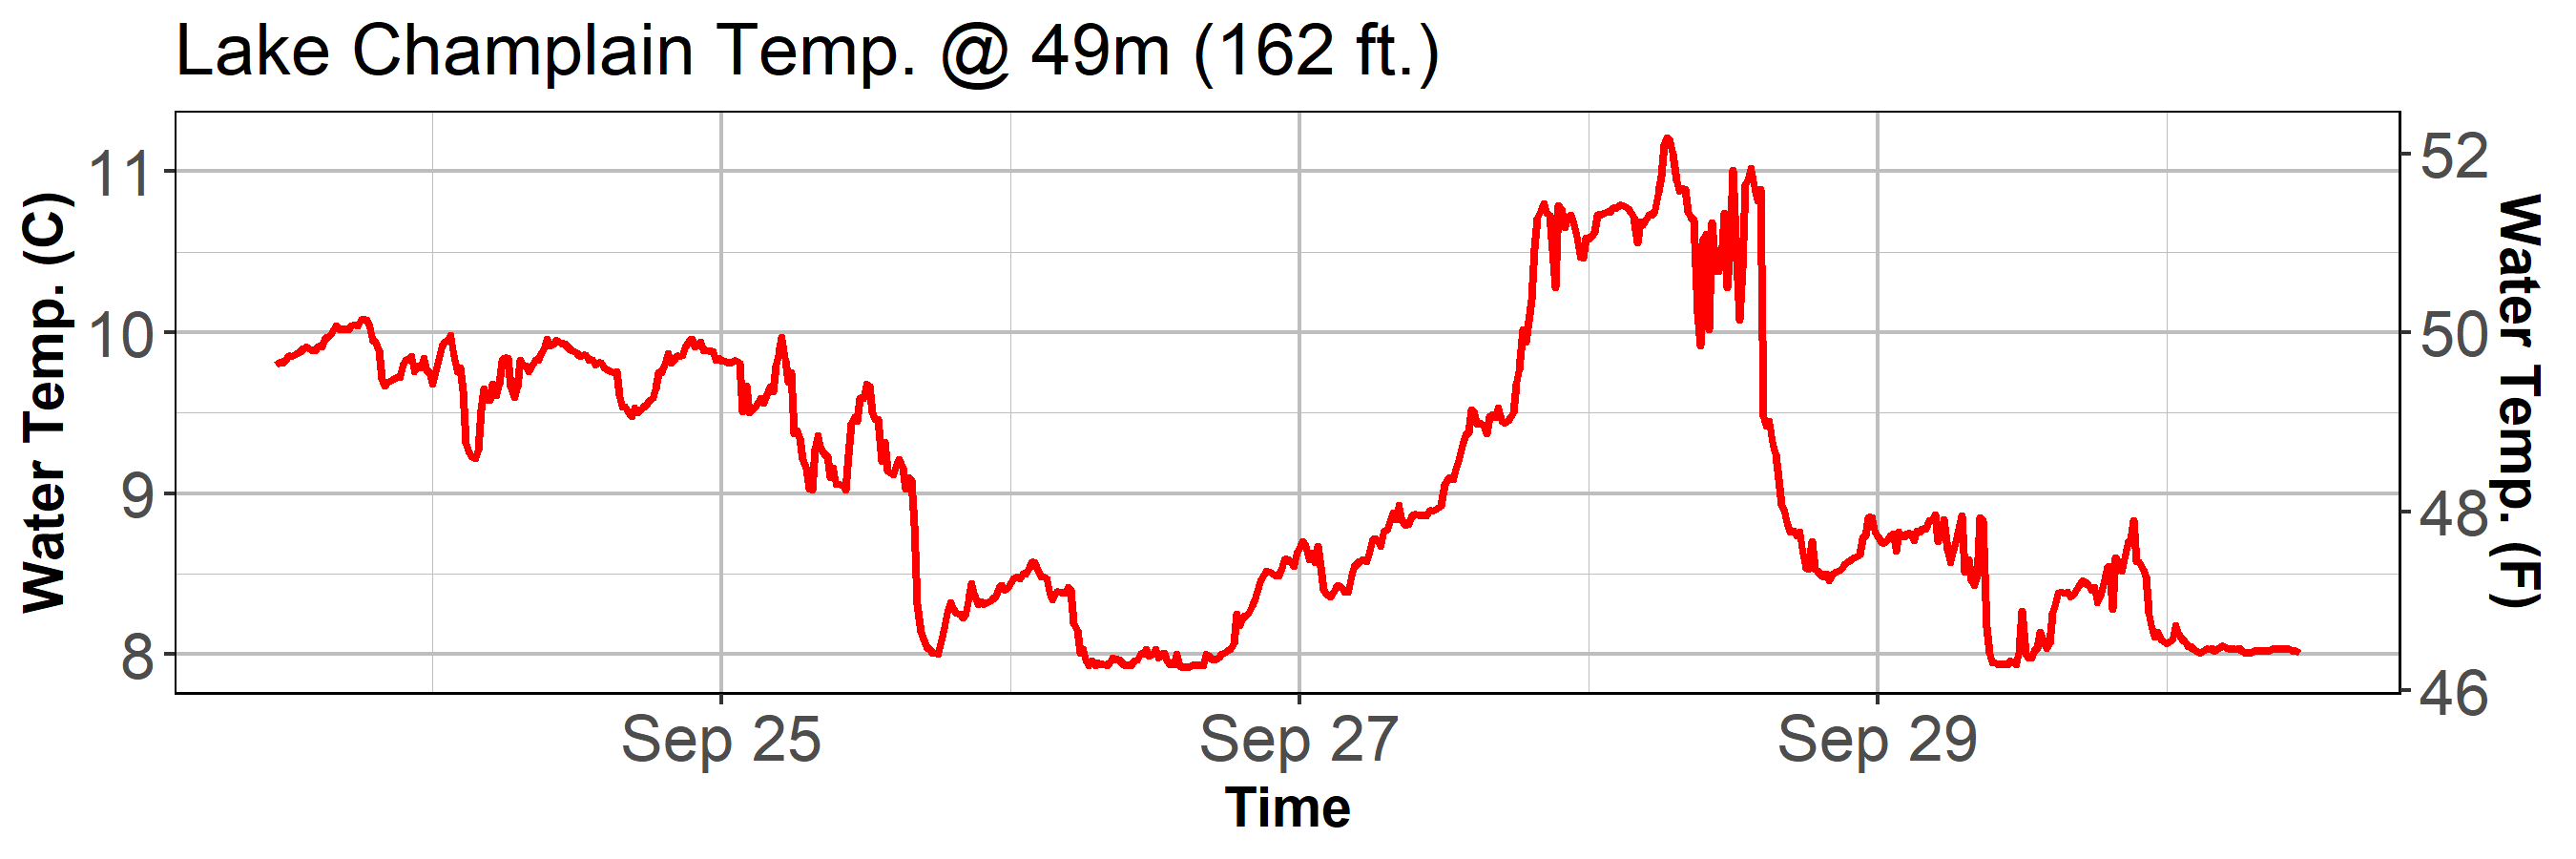 Lake Champlain Temp. @ 49m (162 ft.)
Water Temp. (C)
11
10
9
8
52
50
48
46
Water Temp. (F)
Sep 25
Sep 27
Sep 29
Time